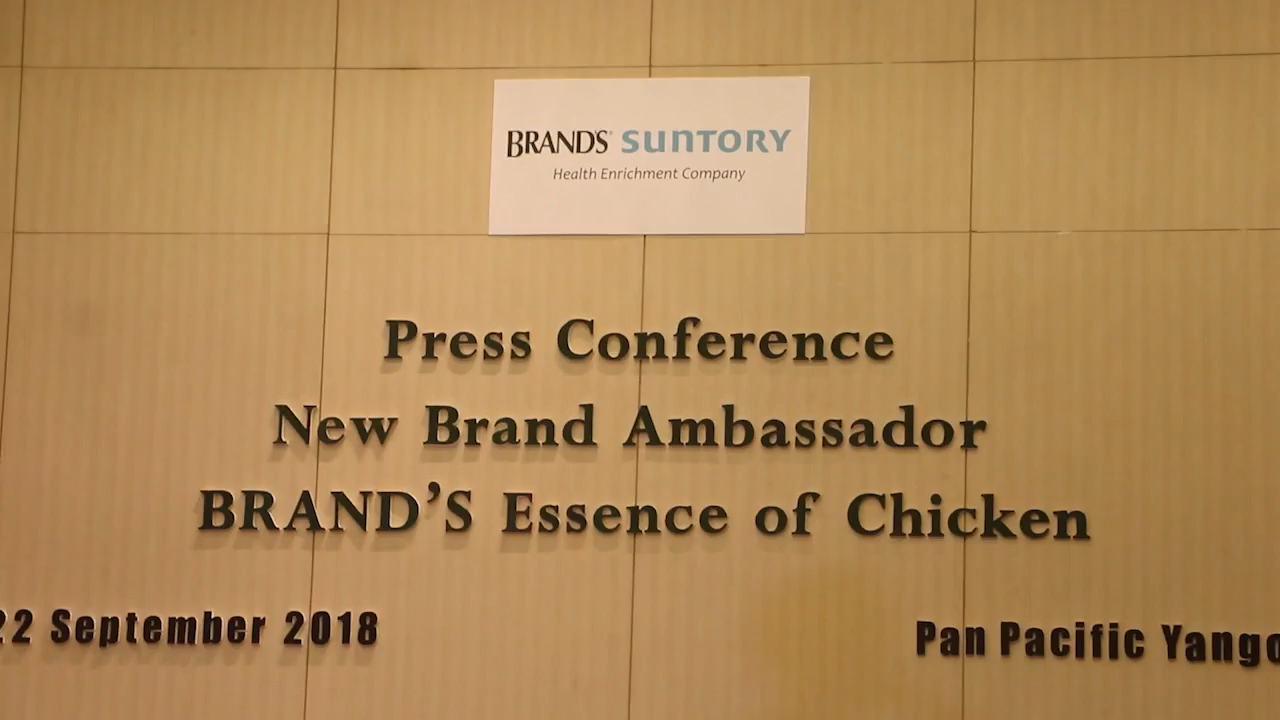 BRAND'S® SUNTORY
Health Enrichment Company
Press Conference
New Brand Ambassador
BRAND'S Essence of Chicken
22 September 2018
Pan Pacific Yango